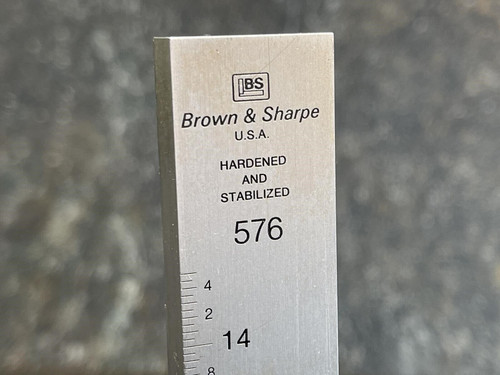 BS
Brown & Sharpe
U.S.A.
HARDENED
AND
STABILIZED
576
4
2
14
8